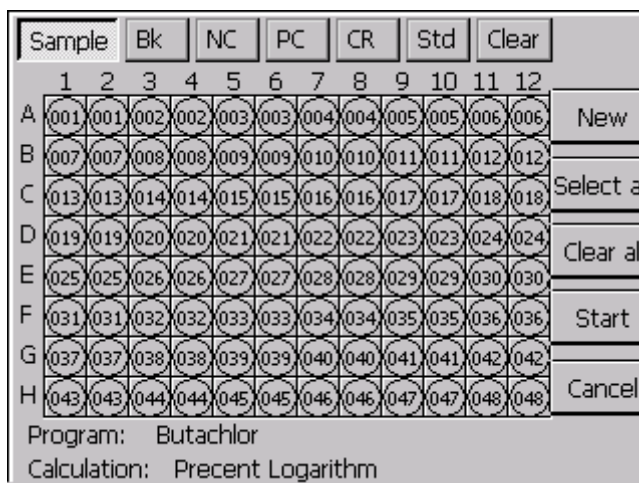 Sample Bk NC PC CR Std Clear
1 2 3 4 5 6 7 8 9 10 11 12
A 001 001 002 002 003 003 004 004 005 005 006 006 New
B 007 007 008 008 009 009 010 010 011 011 012 012
C 013 013 014 014 015 015 016 016 017 017 018 018 Select a
D 019 019 020 020 021 021 022 022 023 023 024 024 Clear al
E 025 025 026 026 027 027 028 028 029 029 030 030
F 031 031 032 032 033 033 034 034 035 035 036 036 Start
G 037 037 038 038 039 039 040 040 041 041 042 042
H 043 043 044 044 045 045 046 046 047 047 048 048 Cancel
Program: Butachlor
Calculation: Precent Logarithm